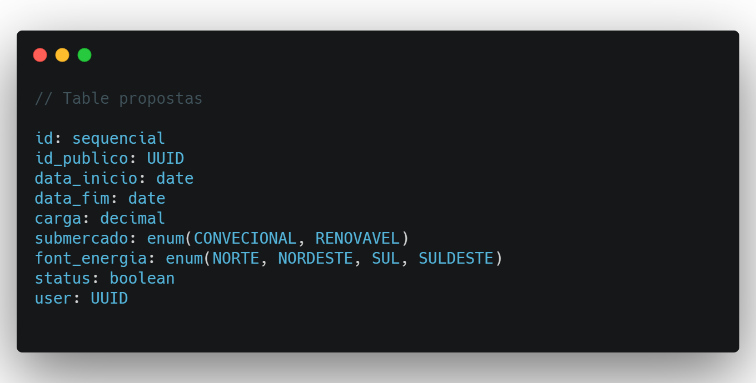 // Table propostas
id: sequencial
id_publico: UUID
data_inicio: date
data_fim: date
carga: decimal
submercado: enum(CONVECIONAL, RENOVAVEL)
font_energia: enum(NORTE, NORDESTE, SUL, SULDESTE)
status: boolean
user: UUID